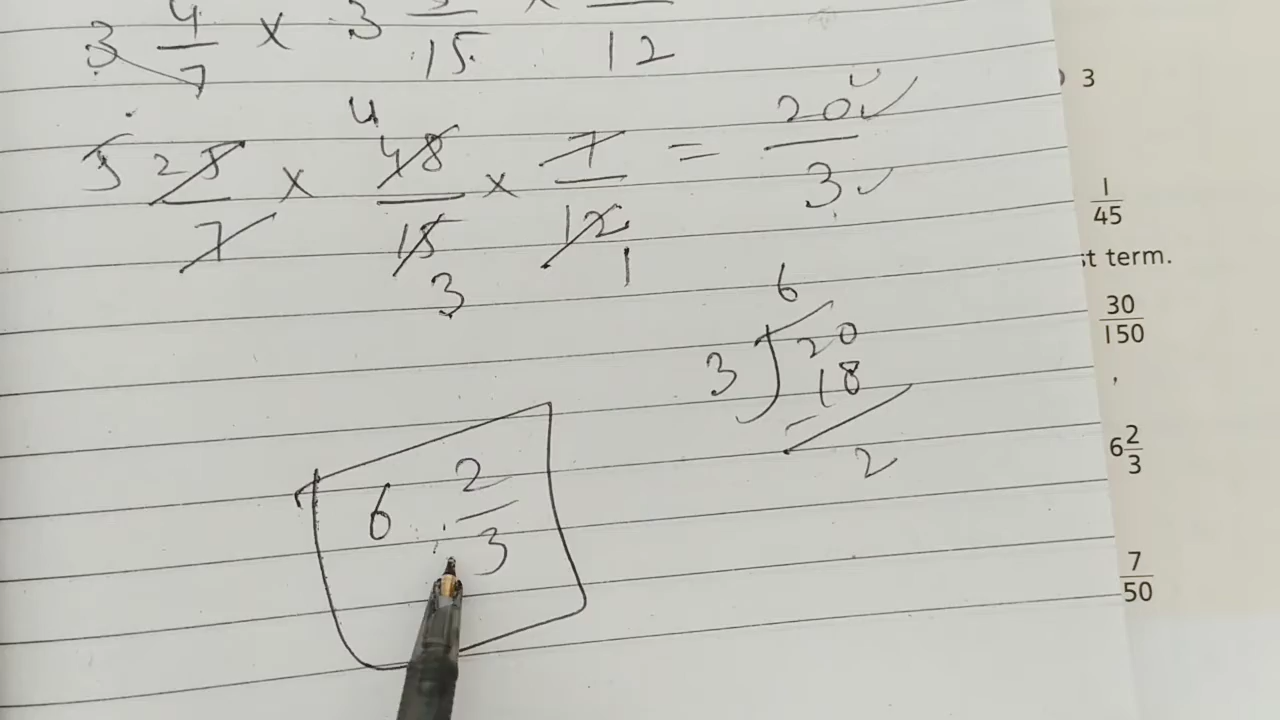 3 4/7 × 3 3/15 × /12
5 25/7 × 4 48/15 3 × 7/12 1 = 20/3
6
3 ) 20
18
2
6 2/3
3
1/45
st term.
30/150
,
6 2/3
7/50